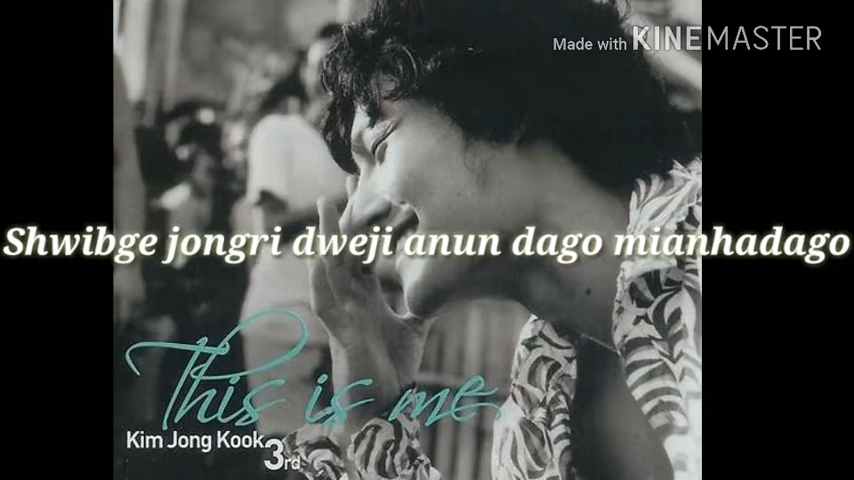 Made with KINEMASTER
Shwibge jongri dweji anun dago mianhadago
This is me
Kim Jong Kook
3rd